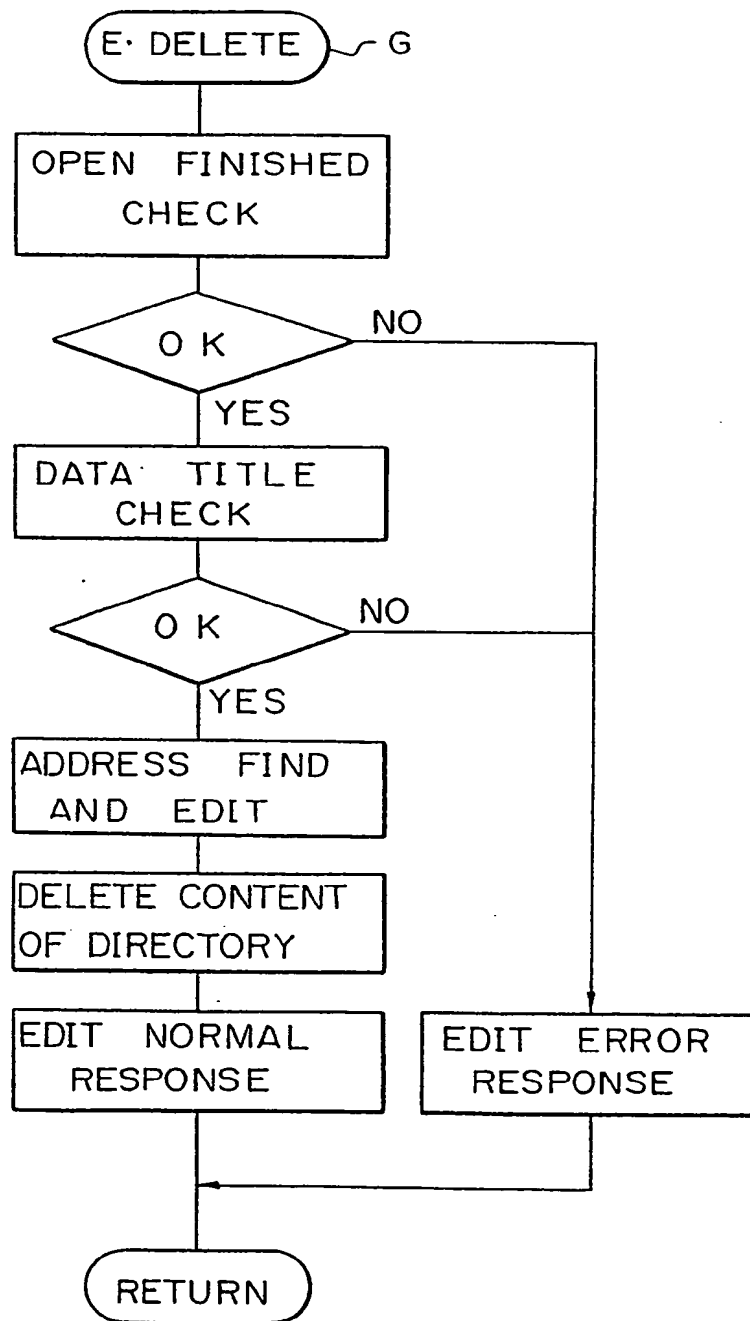 E· DELETE G
OPEN FINISHED
CHECK
OK
NO
YES
DATA TITLE
CHECK
OK
NO
YES
ADDRESS FIND
AND EDIT
DELETE CONTENT
OF DIRECTORY
EDIT NORMAL
RESPONSE
EDIT ERROR
RESPONSE
RETURN